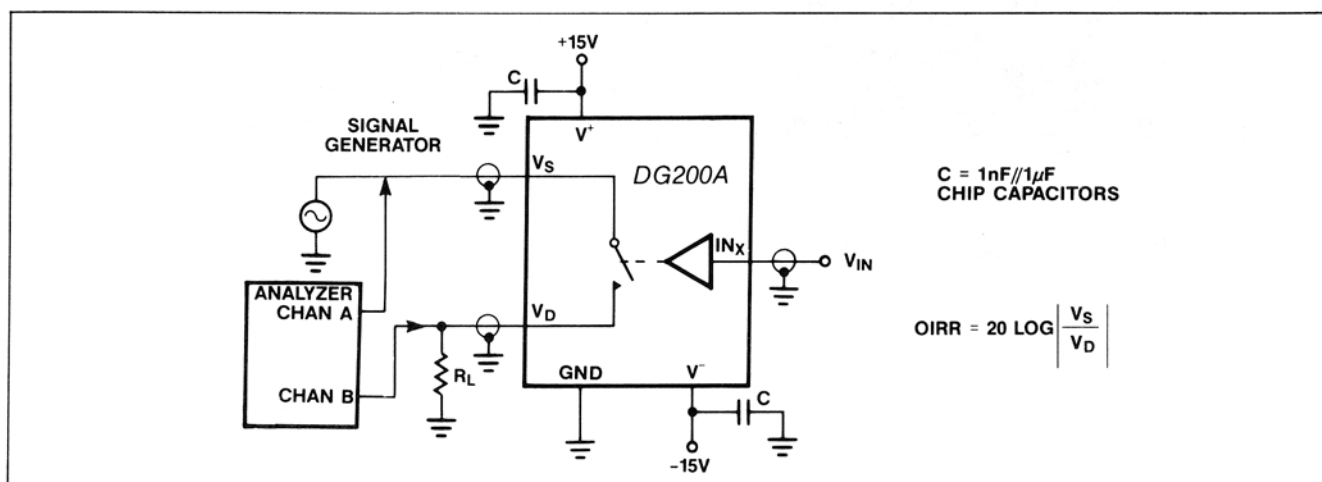 +15V
C
SIGNAL
GENERATOR
V+
VS
DG200A
C = 1nF//1μF
CHIP CAPACITORS
INX
VIN
ANALYZER
CHAN A
VD
OIRR = 20 LOG |VS/VD|
RL
GND
V−
CHAN B
C
−15V